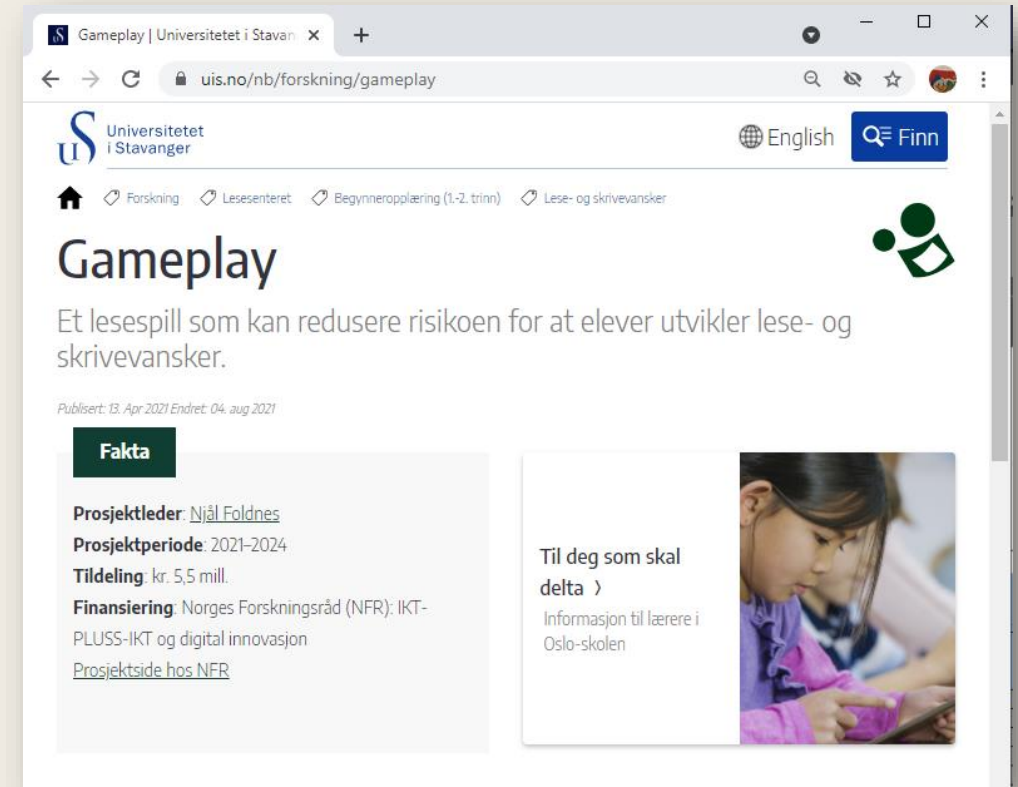 Gameplay | Universitetet i Stavan
uis.no/nb/forskning/gameplay
Universitetet
i Stavanger
English
Finn
Forskning Lesesenteret Begynneropplæring (1.-2. trinn) Lese- og skrivevansker
Gameplay
Et lesespill som kan redusere risikoen for at elever utvikler lese- og
skrivevansker.
Publisert: 13. Apr 2021 Endret: 04. aug 2021
Fakta
Prosjektleder: Njål Foldnes
Prosjektperiode: 2021–2024
Tildeling: kr. 5,5 mill.
Finansiering: Norges Forskningsråd (NFR): IKT-
PLUSS-IKT og digital innovasjon
Prosjektside hos NFR
Til deg som skal
delta
Informasjon til lærere i
Oslo-skolen